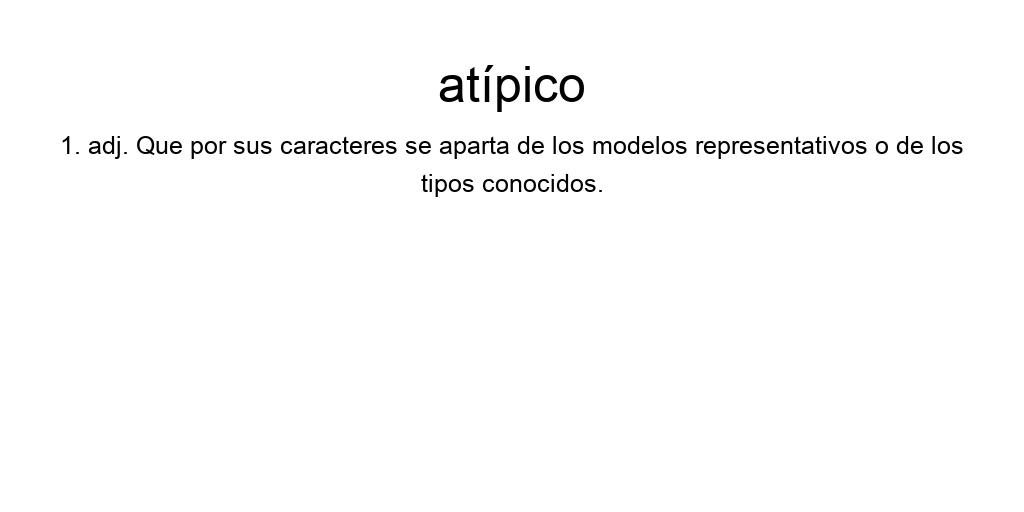 atípico
1. adj. Que por sus caracteres se aparta de los modelos representativos o de los
tipos conocidos.